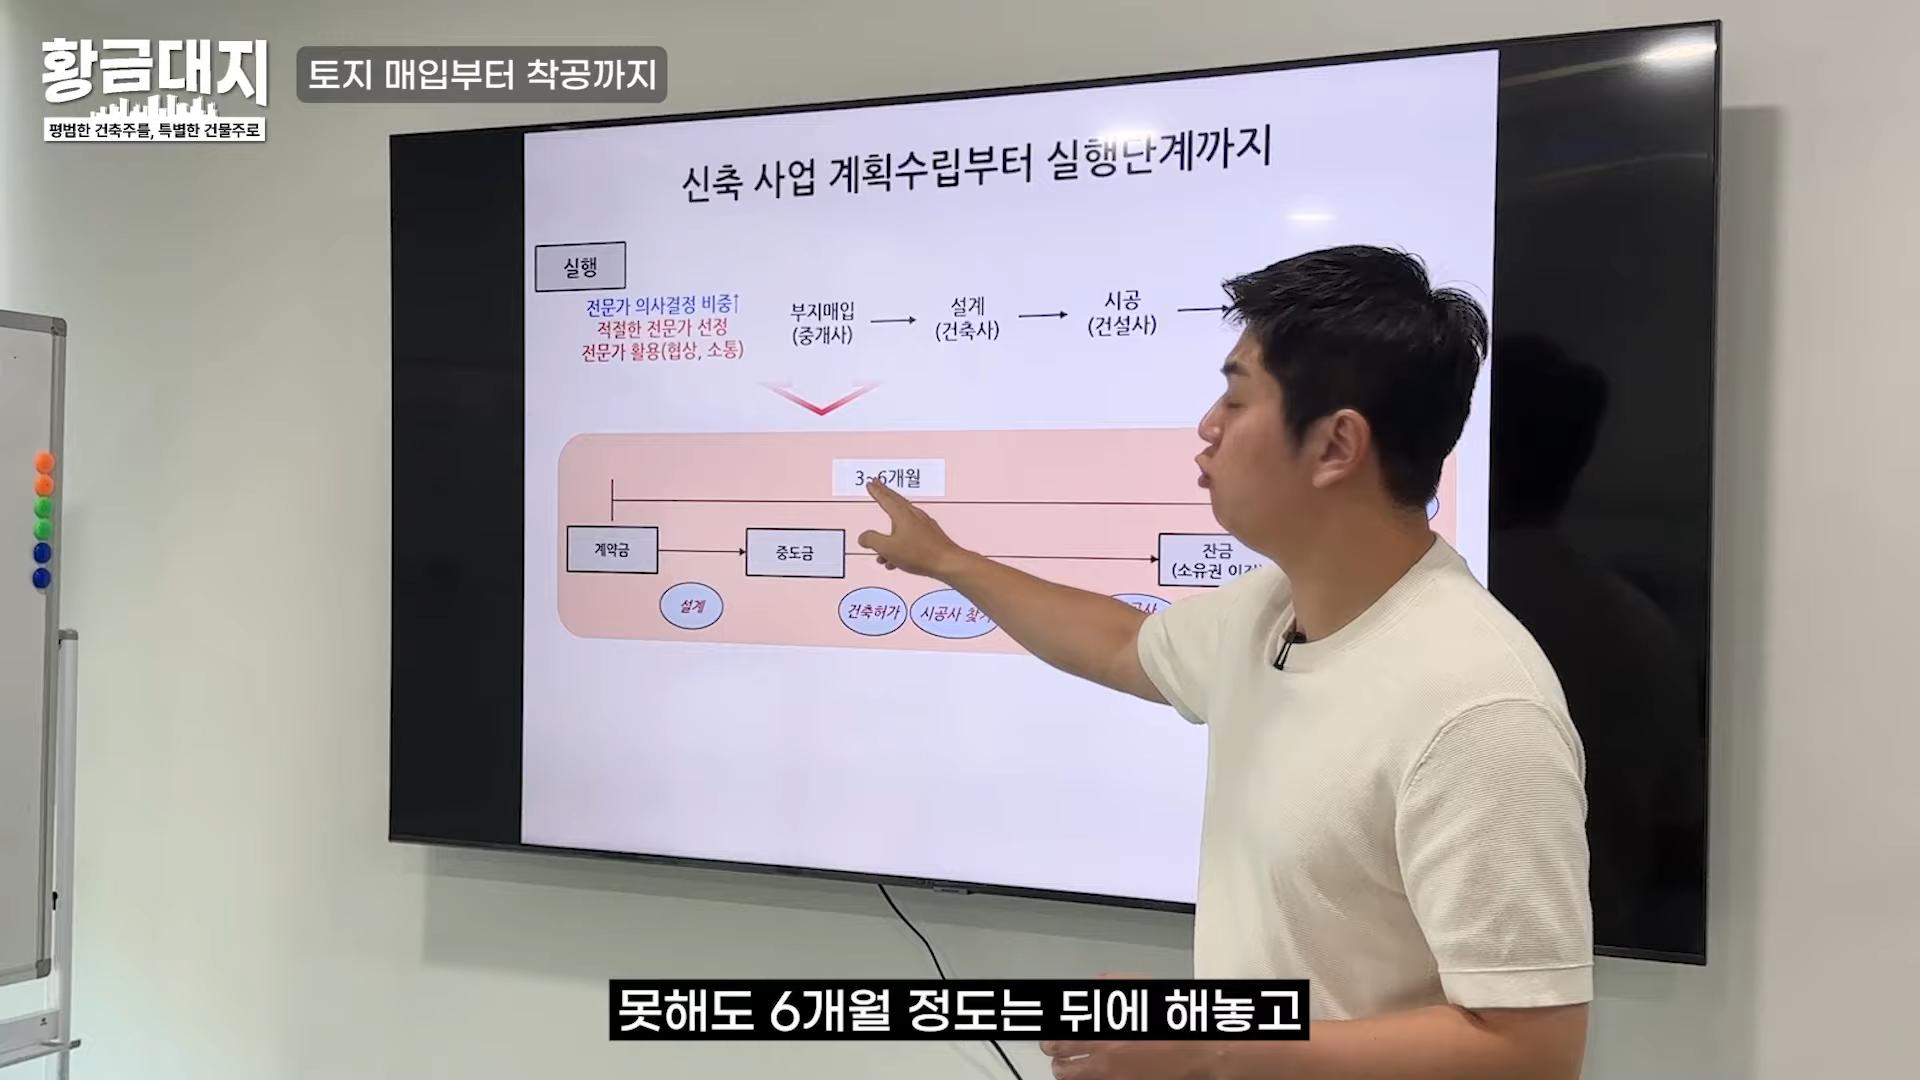 황금대지
평범한 건축주를, 특별한 건물주로
토지 매입부터 착공까지
신축 사업 계획수립부터 실행단계까지
실행
전문가 의사결정 비중↑
적절한 전문가 선정
전문가 활용(협상, 소통)
부지매입
(중개사)
설계
(건축사)
시공
(건설사)
3~6개월
계약금
중도금
잔금
(소유권
설계
건축허가
시공사
못해도 6개월 정도는 뒤에 해놓고